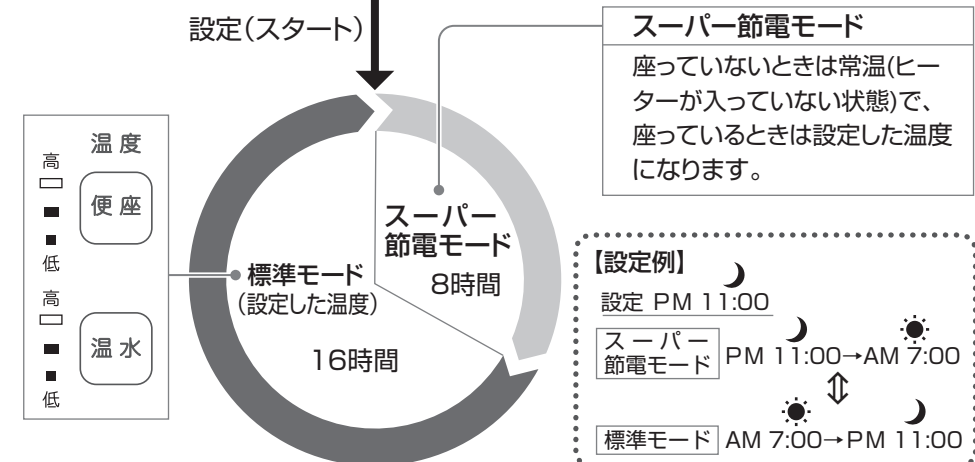 設定(スタート)
スーパー節電モード
座っていないときは常温(ヒー
ターが入っていない状態)で、
座っているときは設定した温度
になります。
温度
高
便座
低
高
温水
低
標準モード
(設定した温度)
16時間
スーパー
節電モード
8時間
【設定例】
設定 PM 11:00
スーパー
節電モード
PM 11:00→AM 7:00
⇕
標準モード AM 7:00→PM 11:00